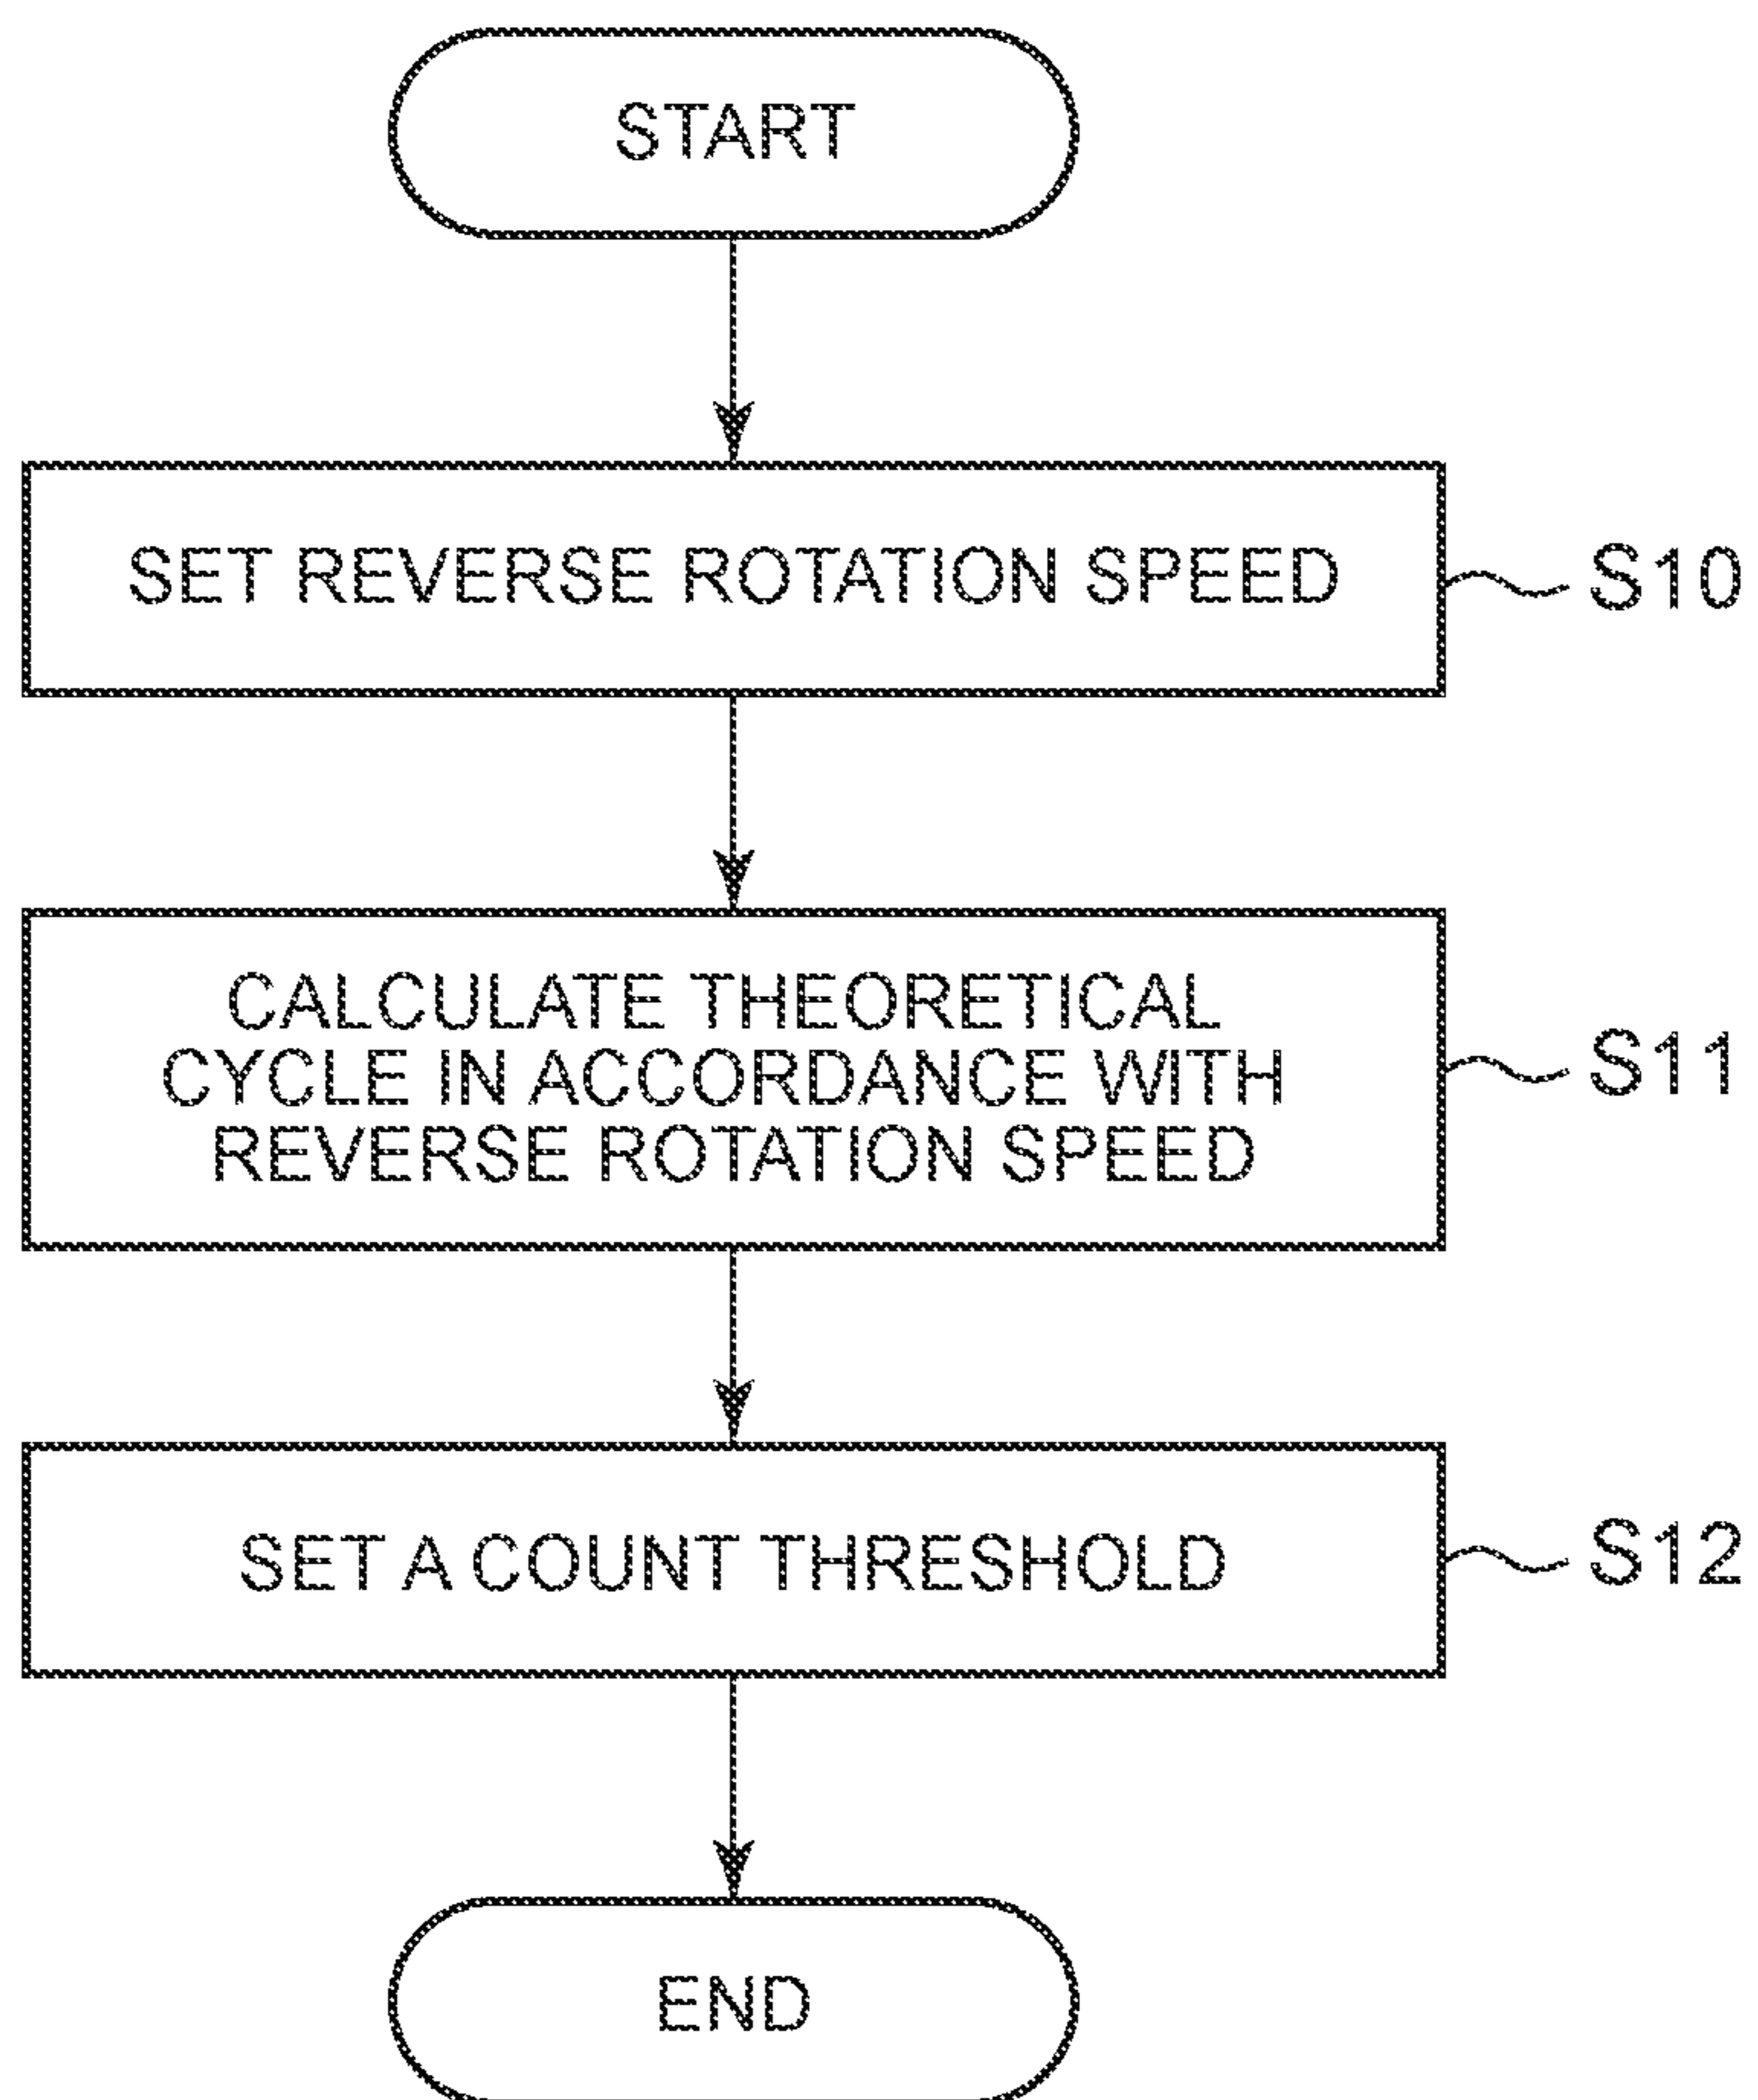 START
SET REVERSE ROTATION SPEED
S10
CALCULATE THEORETICAL
CYCLE IN ACCORDANCE WITH
REVERSE ROTATION SPEED
S11
SET A COUNT THRESHOLD
S12
END